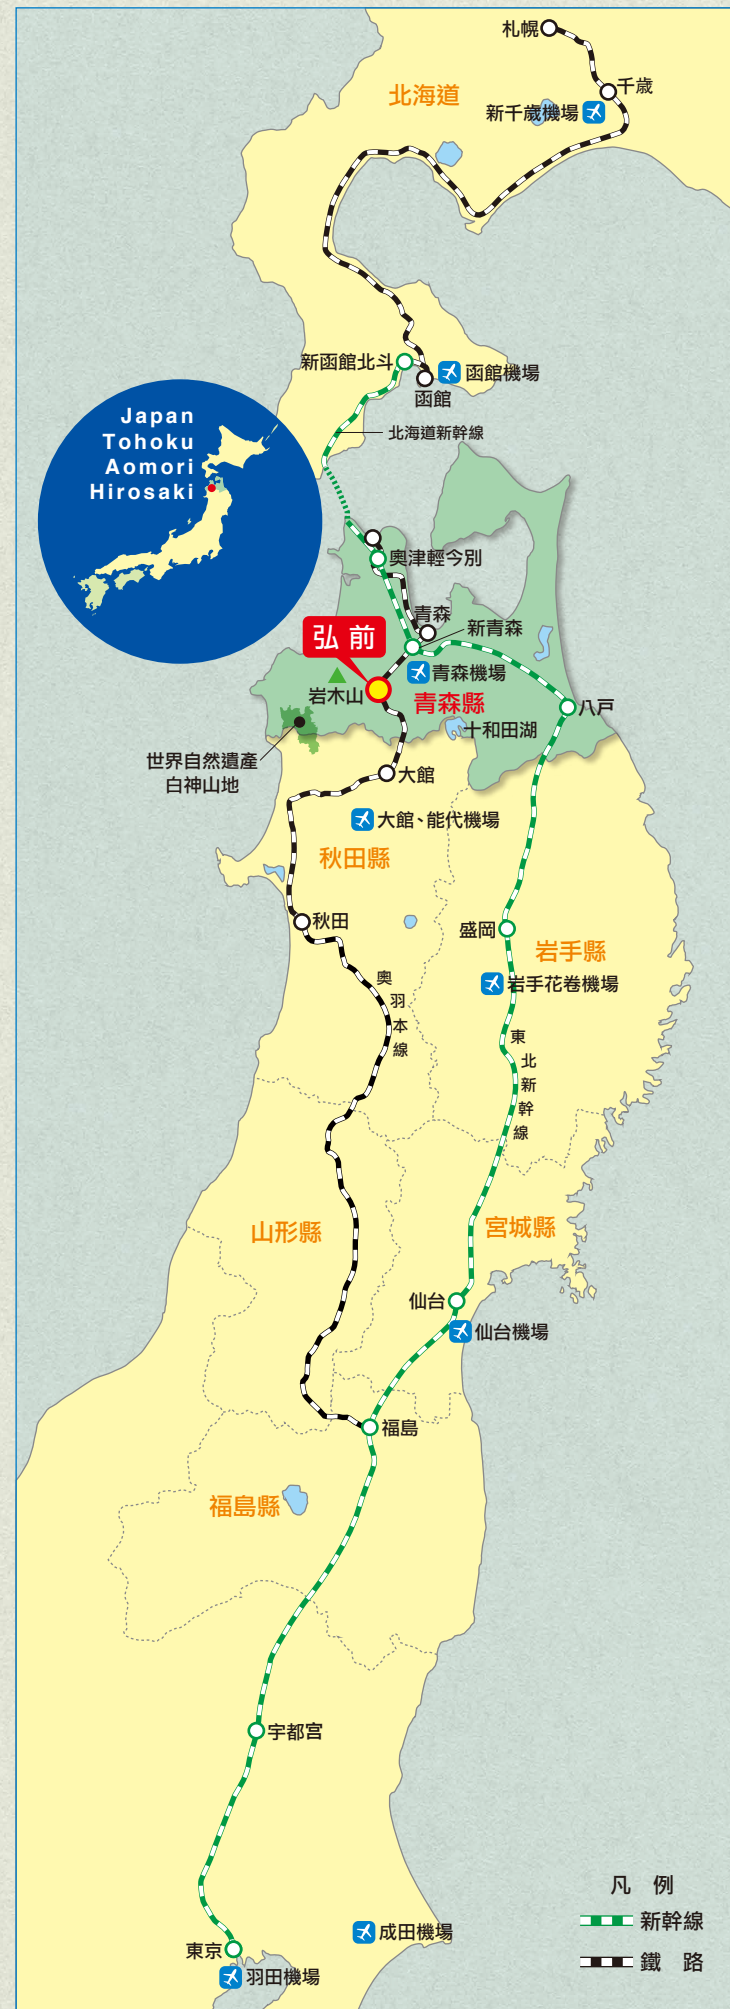 札幌
千歳
北海道
新千歳機場
新函館北斗
函館機場
函館
北海道新幹線
Japan
Tohoku
Aomori
Hirosaki
奧津輕今別
青森
新青森
弘前
青森機場
岩木山
青森縣
八戸
十和田湖
世界自然遺產
白神山地
大館
大館、能代機場
秋田縣
秋田
盛岡
岩手縣
岩手花卷機場
奧羽本線
東北新幹線
山形縣
宮城縣
仙台
仙台機場
福島
福島縣
宇都宮
凡 例
新幹線
鐵 路
成田機場
東京
羽田機場